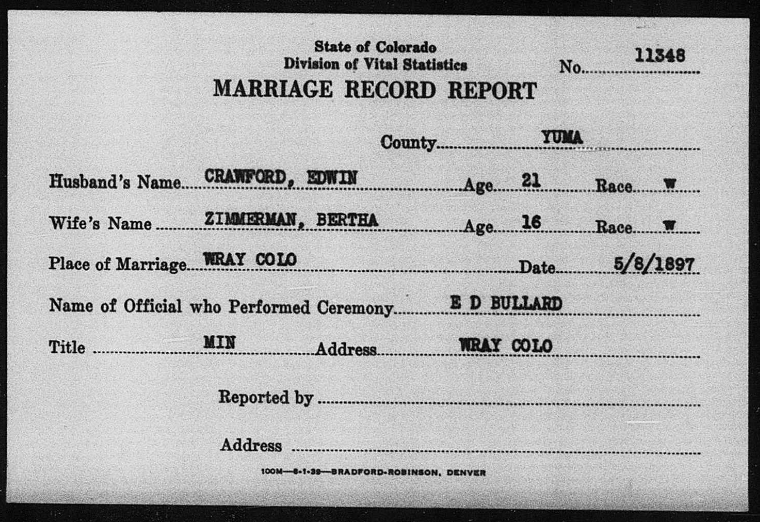 State of Colorado
Division of Vital Statistics
No. 11348
MARRIAGE RECORD REPORT
County YUMA
Husband's Name CRAWFORD, EDWIN Age 21 Race W
Wife's Name ZIMMERMAN, BERTHA Age 16 Race W
Place of Marriage WRAY COLO Date 5/8/1897
Name of Official who Performed Ceremony E D BULLARD
Title MIN Address WRAY COLO
Reported by
Address
100M—6-1-39—BRADFORD-ROBINSON, DENVER